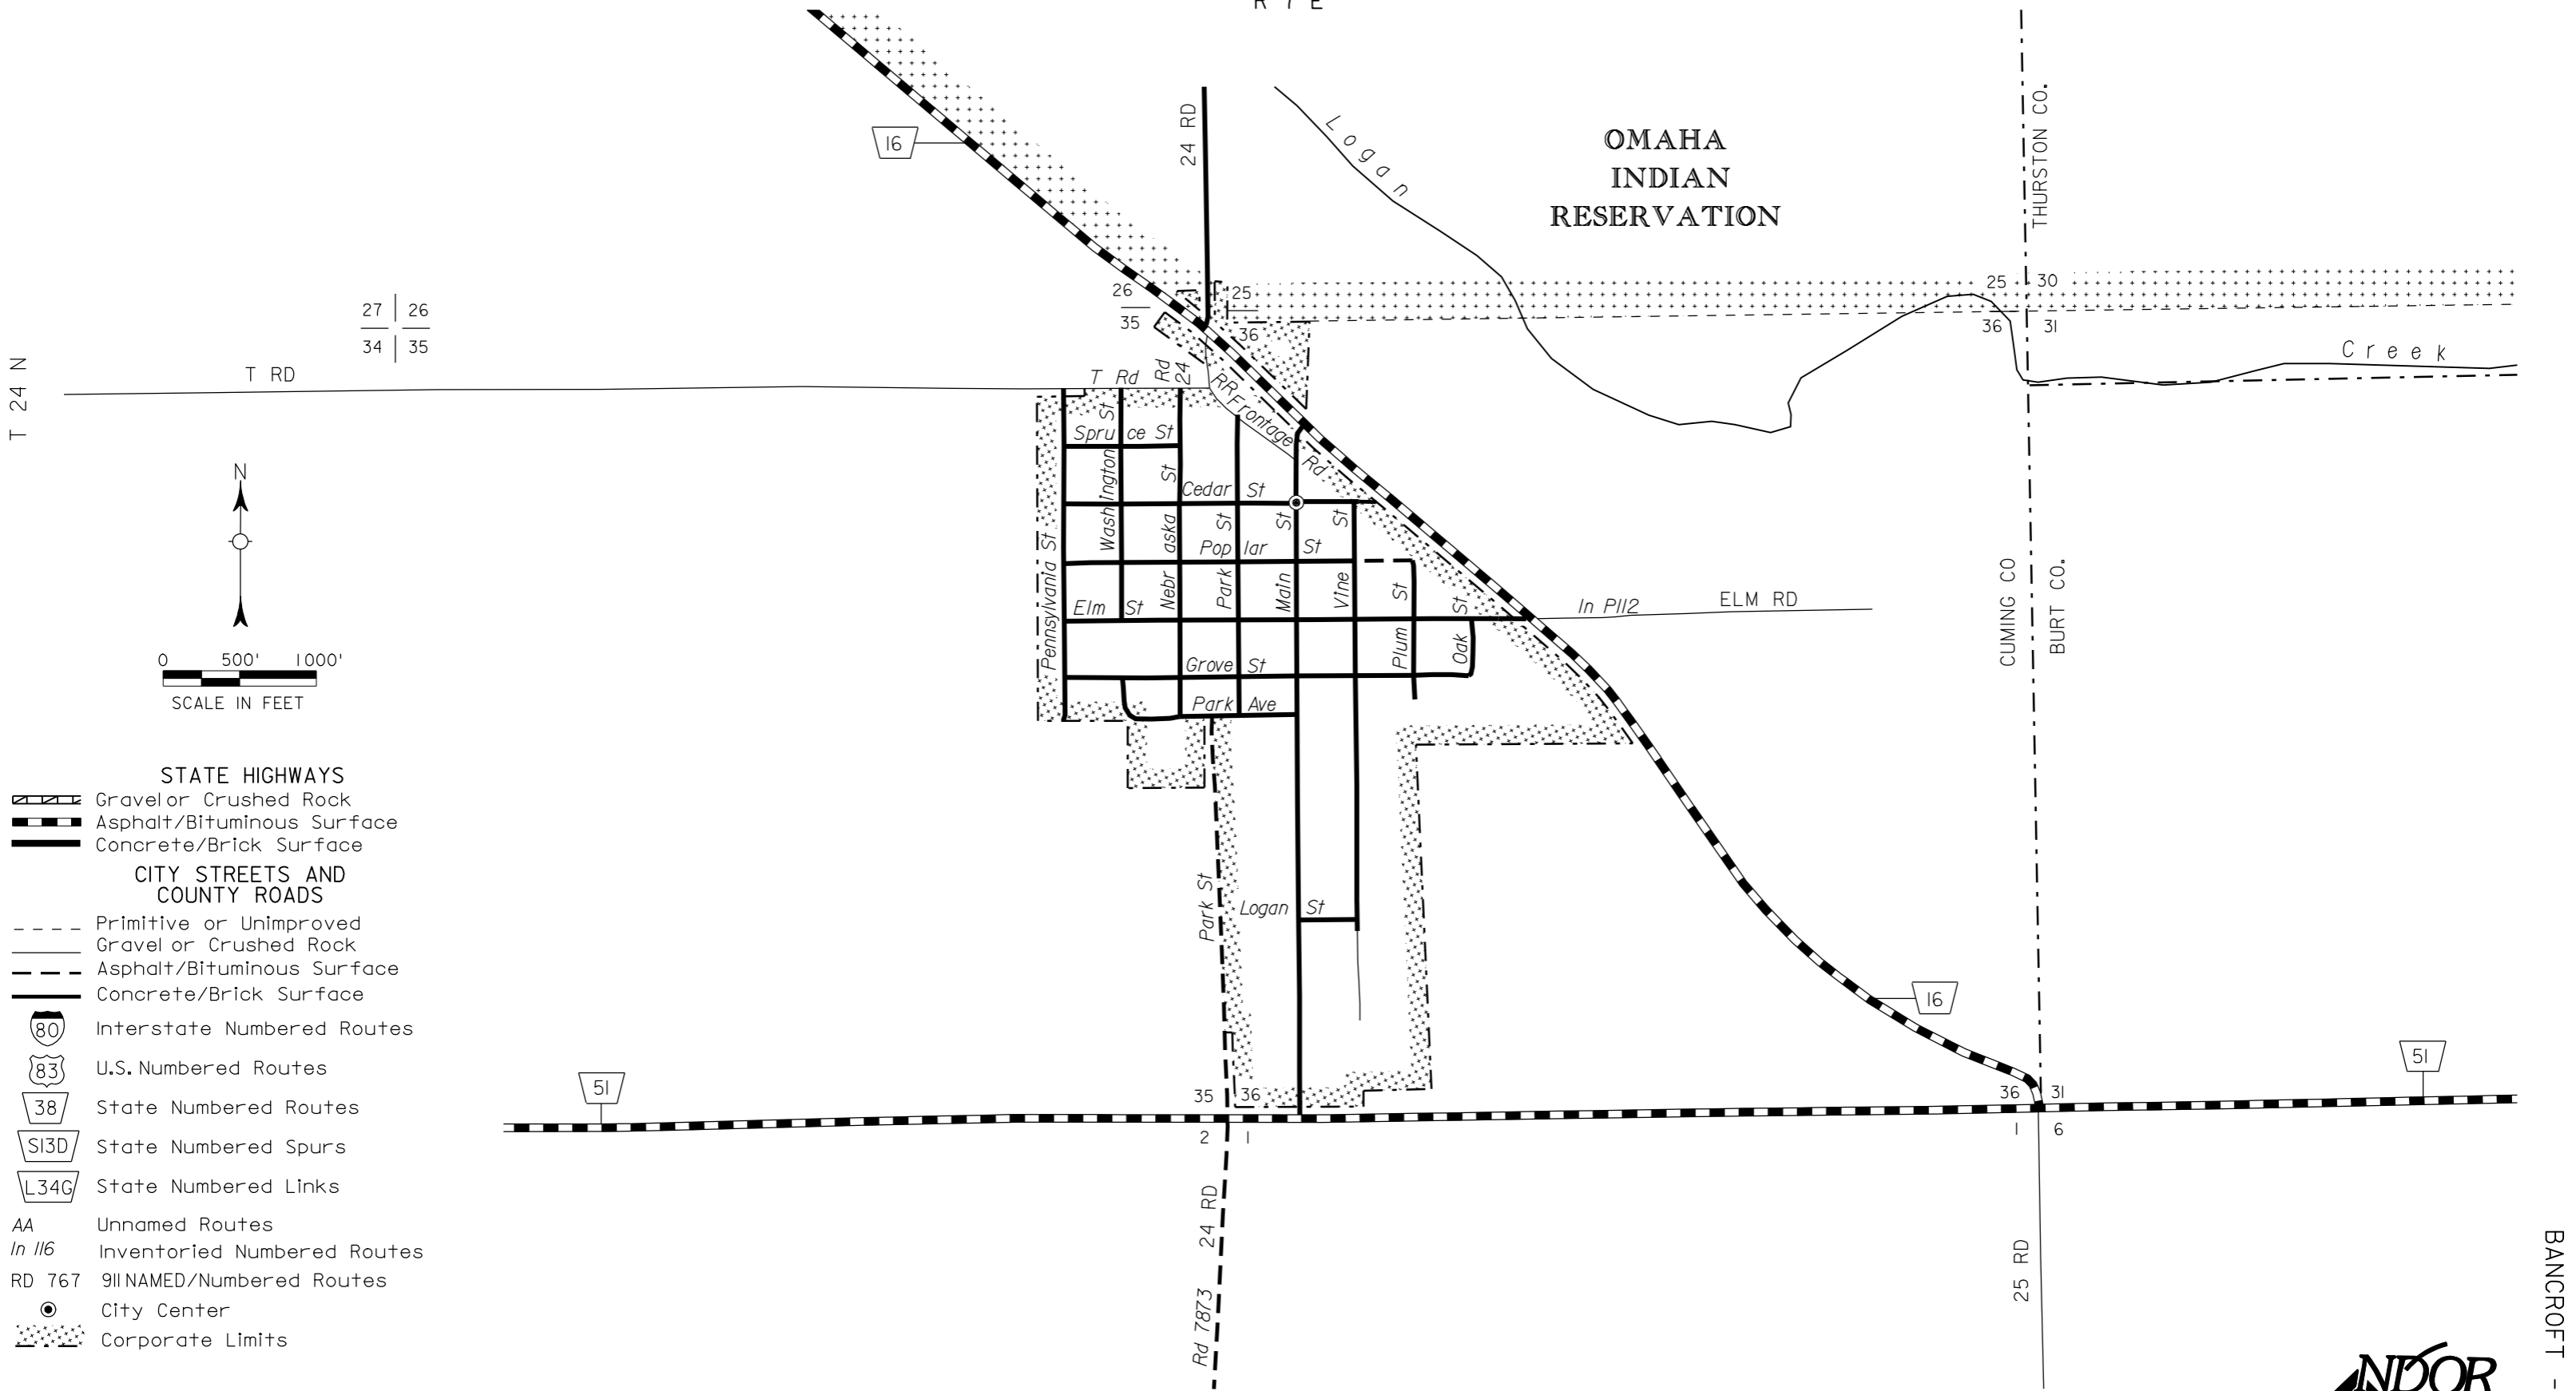 R 7 E
16
24 RD
Logan
OMAHA
INDIAN
RESERVATION
THURSTON CO.
27 26
34 35
26 25
35 36
25 30
36 31
Creek
T 24 N
T RD
T Rd
24 Rd
RR Frontage Rd
Spruce St
Washington St
Nebraska St
Cedar St
Park St
Main St
Vine St
Poplar St
Pennsylvania St
Elm St
Plum St
Oak St
In P112
ELM RD
CUMING CO
BURT CO.
Grove St
Park Ave
N
0 500' 1000'
SCALE IN FEET
STATE HIGHWAYS
Gravel or Crushed Rock
Asphalt/Bituminous Surface
Concrete/Brick Surface
CITY STREETS AND
COUNTY ROADS
Primitive or Unimproved
Gravel or Crushed Rock
Asphalt/Bituminous Surface
Concrete/Brick Surface
80 Interstate Numbered Routes
83 U.S. Numbered Routes
38 State Numbered Routes
S13D State Numbered Spurs
L34G State Numbered Links
AA Unnamed Routes
In 116 Inventoried Numbered Routes
RD 767 911 NAMED/Numbered Routes
City Center
Corporate Limits
Park St
Logan St
16
51
51
35 36
2 1
36 31
1 6
24 RD
Rd 7873
25 RD
BANCROFT -
NDOR